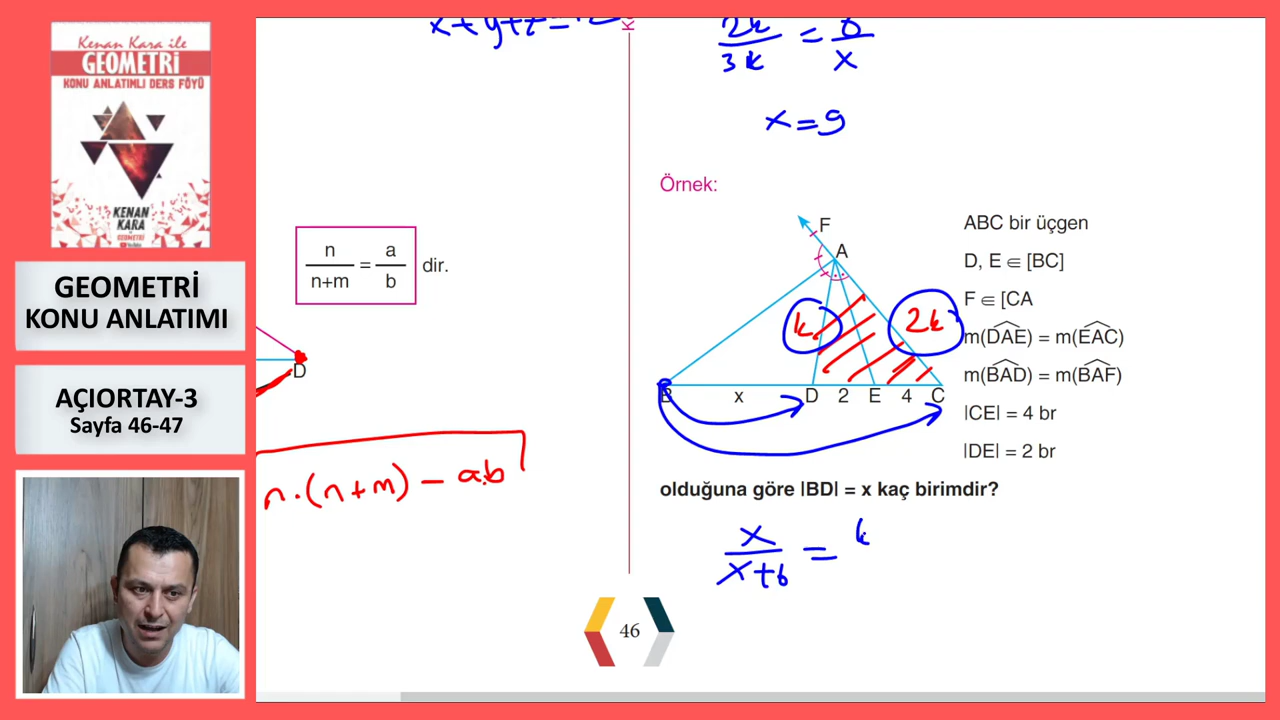 Kenan Kara ile
GEOMETRİ
KONU ANLATIMLI DERS FÖYÜ
KENAN
KARA
GEOMETRİ KONU ANLATIMI
AÇIORTAY-3
Sayfa 46-47
n/n+m = a/b dir.
D
n.(n+m) - a.b
2k/3k = 6/x
x=9
Örnek:
F
A
k
2k
B x D 2 E 4 C
ABC bir üçgen
D, E ∈ [BC]
F ∈ [CA
m(DAE) = m(EAC)
m(BAD) = m(BAF)
|CE| = 4 br
|DE| = 2 br
olduğuna göre |BD| = x kaç birimdir?
x/x+6 = k
46